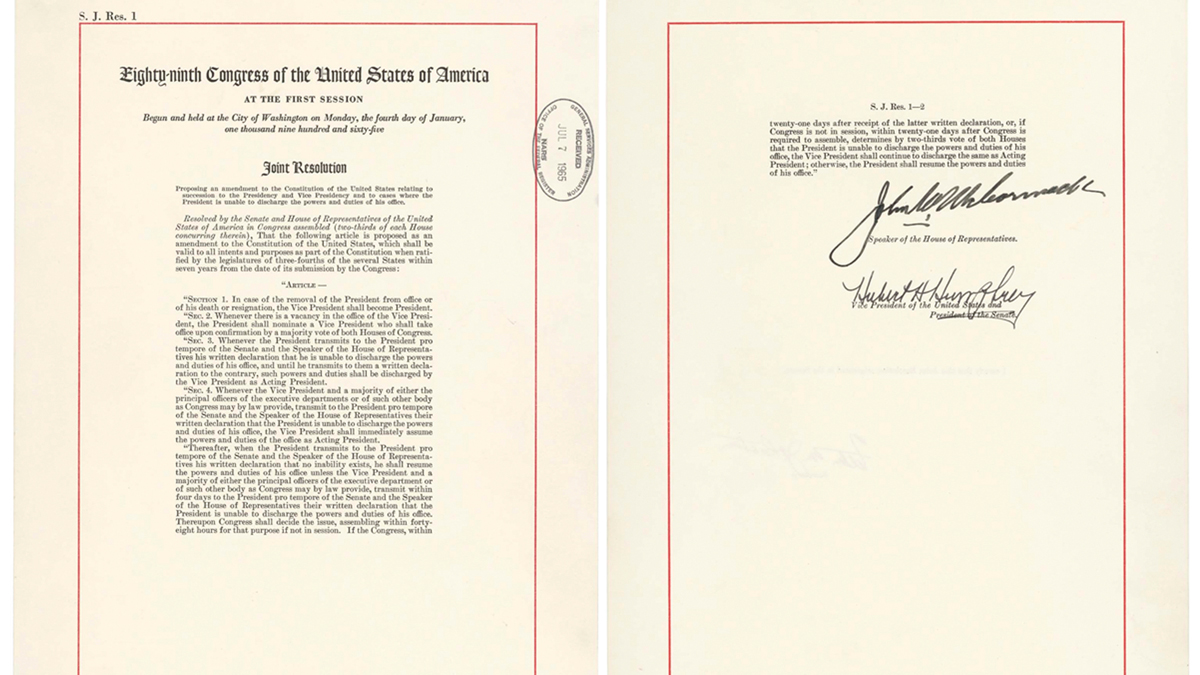 S. J. Res. 1
Eighty-ninth Congress of the United States of America
AT THE FIRST SESSION
Begun and held at the City of Washington on Monday, the fourth day of January,
one thousand nine hundred and sixty-five
GENERAL SERVICES ADMINISTRATION
RECEIVED
JUL 7 1965
NARS
OFFICE OF THE FEDERAL REGISTER
Joint Resolution
Proposing an amendment to the Constitution of the United States relating to
succession to the Presidency and Vice Presidency and to cases where the
President is unable to discharge the powers and duties of his office.
Resolved by the Senate and House of Representatives of the United
States of America in Congress assembled (two-thirds of each House
concurring therein), That the following article is proposed as an
amendment to the Constitution of the United States, which shall be
valid to all intents and purposes as part of the Constitution when rati-
fied by the legislatures of three-fourths of the several States within
seven years from the date of its submission by the Congress:
"ARTICLE —
"SECTION 1. In case of the removal of the President from office or
of his death or resignation, the Vice President shall become President.
"SEC. 2. Whenever there is a vacancy in the office of the Vice Presi-
dent, the President shall nominate a Vice President who shall take
office upon confirmation by a majority vote of both Houses of Congress.
"SEC. 3. Whenever the President transmits to the President pro
tempore of the Senate and the Speaker of the House of Representa-
tives his written declaration that he is unable to discharge the powers
and duties of his office, and until he transmits to them a written decla-
ration to the contrary, such powers and duties shall be discharged by
the Vice President as Acting President.
"SEC. 4. Whenever the Vice President and a majority of either the
principal officers of the executive departments or of such other body
as Congress may by law provide, transmit to the President pro tempore
of the Senate and the Speaker of the House of Representatives their
written declaration that the President is unable to discharge the powers
and duties of his office, the Vice President shall immediately assume
the powers and duties of the office as Acting President.
"Thereafter, when the President transmits to the President pro
tempore of the Senate and the Speaker of the House of Representa-
tives his written declaration that no inability exists, he shall resume
the powers and duties of his office unless the Vice President and a
majority of either the principal officers of the executive department or
of such other body as Congress may by law provide, transmit within
four days to the President pro tempore of the Senate and the Speaker
of the House of Representatives their written declaration that the
President is unable to discharge the powers and duties of his office.
Thereupon Congress shall decide the issue, assembling within forty-
eight hours for that purpose if not in session. If the Congress, within
S. J. Res. 1—2
twenty-one days after receipt of the latter written declaration, or, if
Congress is not in session, within twenty-one days after Congress is
required to assemble, determines by two-thirds vote of both Houses
that the President is unable to discharge the powers and duties of his
office, the Vice President shall continue to discharge the same as Acting
President; otherwise, the President shall resume the powers and duties
of his office."
John W. McCormack
Speaker of the House of Representatives.
Hubert H Humphrey
Vice President of the United States and
President of the Senate.